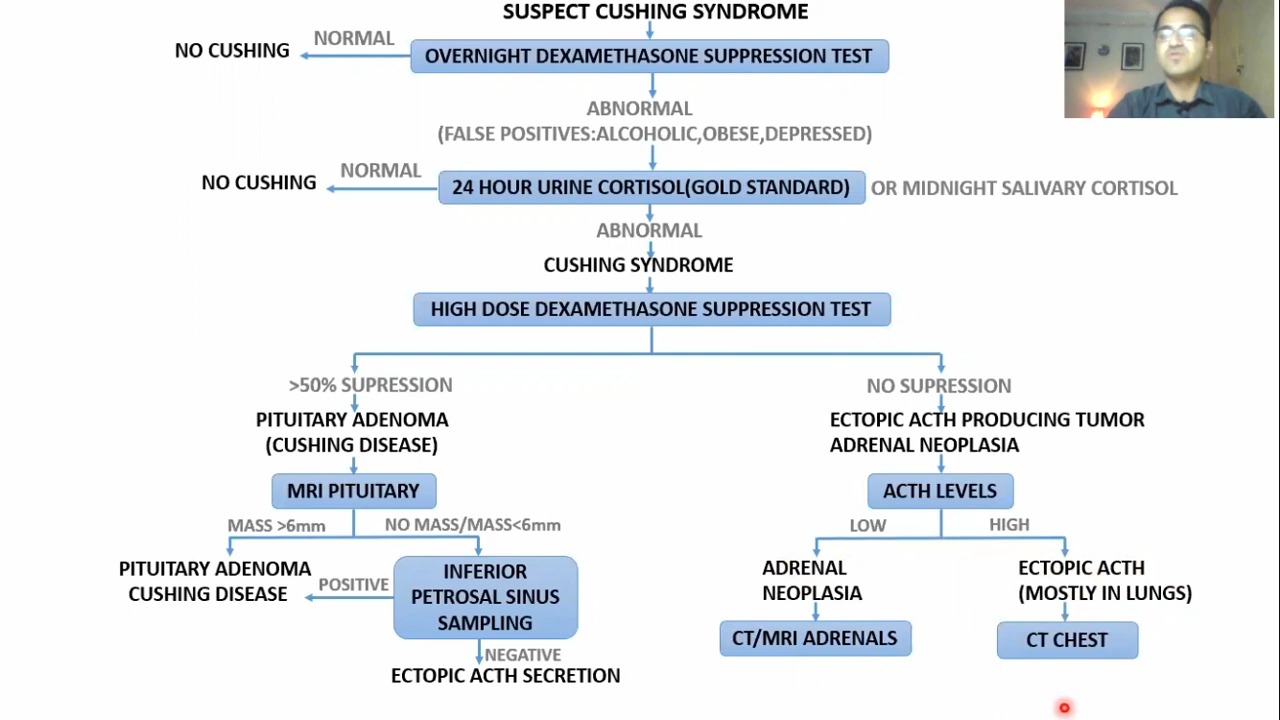 SUSPECT CUSHING SYNDROME
NO CUSHING
NORMAL
OVERNIGHT DEXAMETHASONE SUPPRESSION TEST
ABNORMAL
(FALSE POSITIVES:ALCOHOLIC,OBESE,DEPRESSED)
NO CUSHING
NORMAL
24 HOUR URINE CORTISOL(GOLD STANDARD)
OR MIDNIGHT SALIVARY CORTISOL
ABNORMAL
CUSHING SYNDROME
HIGH DOSE DEXAMETHASONE SUPPRESSION TEST
>50% SUPRESSION
NO SUPRESSION
PITUITARY ADENOMA
(CUSHING DISEASE)
ECTOPIC ACTH PRODUCING TUMOR
ADRENAL NEOPLASIA
MRI PITUITARY
ACTH LEVELS
MASS >6mm
NO MASS/MASS<6mm
LOW
HIGH
PITUITARY ADENOMA
CUSHING DISEASE
POSITIVE
INFERIOR
PETROSAL SINUS
SAMPLING
ADRENAL
NEOPLASIA
ECTOPIC ACTH
(MOSTLY IN LUNGS)
CT/MRI ADRENALS
CT CHEST
NEGATIVE
ECTOPIC ACTH SECRETION